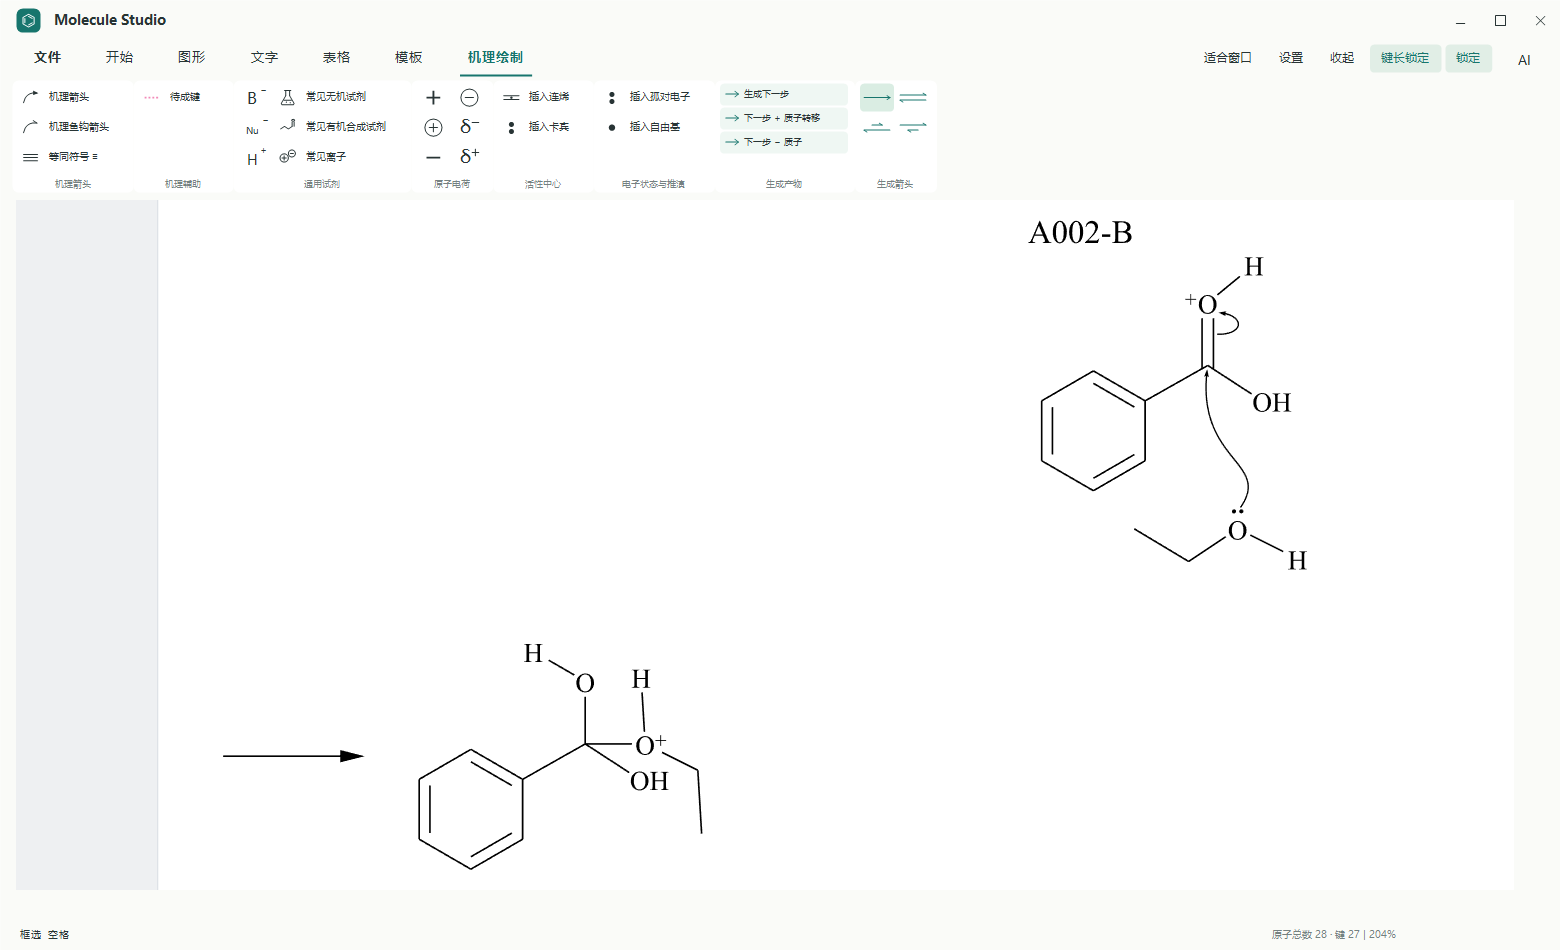 Molecule Studio
文件 开始 图形 文字 表格 模板 机理绘制 适合窗口 设置 收起 键长锁定 锁定 AI
机理箭头 待成键 B⁻ 常见无机试剂 + ⊖ 插入连烯 插入孤对电子 生成下一步
机理鱼钩箭头 Nu⁻ 常见有机合成试剂 ⊕ δ⁻ 插入卡宾 插入自由基 下一步 + 质子转移
等同符号 ≡ H⁺ 常见离子 − δ⁺ 下一步 − 质子
机理箭头 机理辅助 通用试剂 原子电荷 活性中心 电子状态与推演 生成产物 生成箭头
A002-B
H
+O
OH
O
H
H
O
H
O+
OH
框选 空格 原子总数 28 · 键 27 | 204%